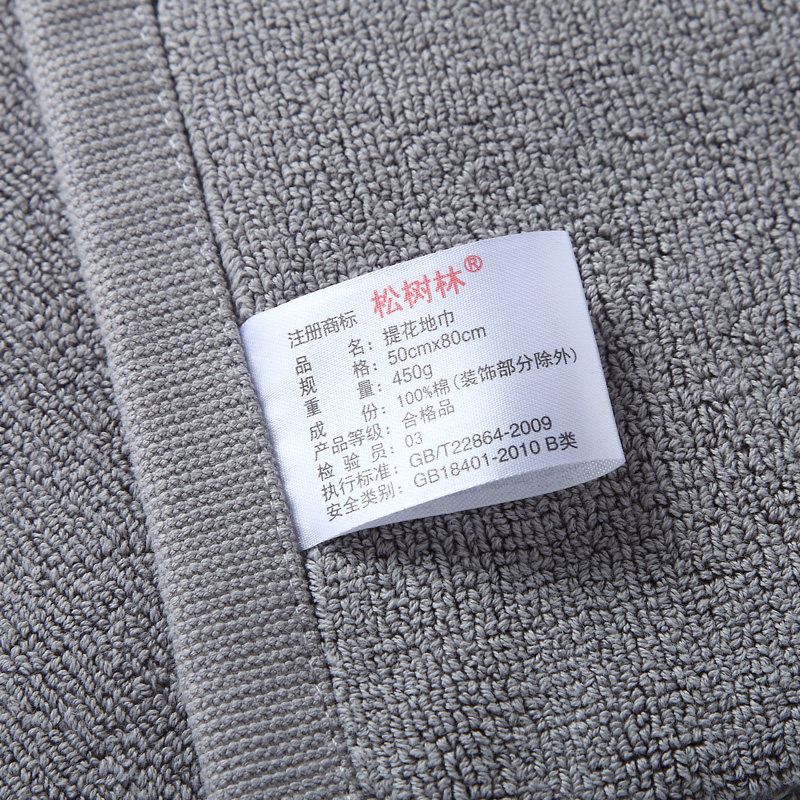 注册商标 松树林®
品名：提花地巾
规格：50cmx80cm
重量：450g
成份：100%棉（装饰部分除外）
产品等级：合格品
检验员：03
执行标准：GB/T22864-2009
安全类别：GB18401-2010 B类